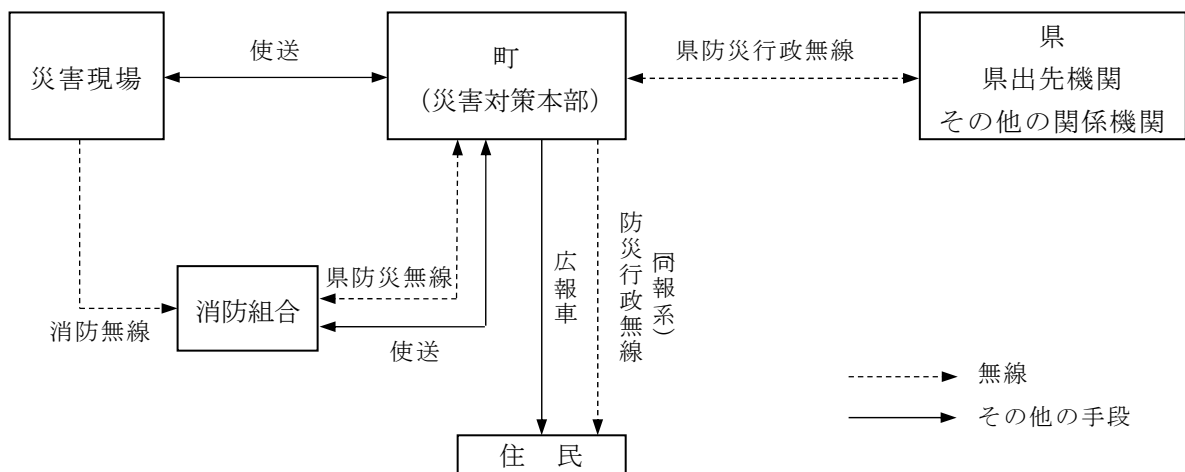 災害現場
使送
町
（災害対策本部）
県防災行政無線
県
県出先機関
その他の関係機関
消防無線
消防組合
県防災無線
使送
広報車
防災行政無線
（同報系）
住　民
無線
その他の手段